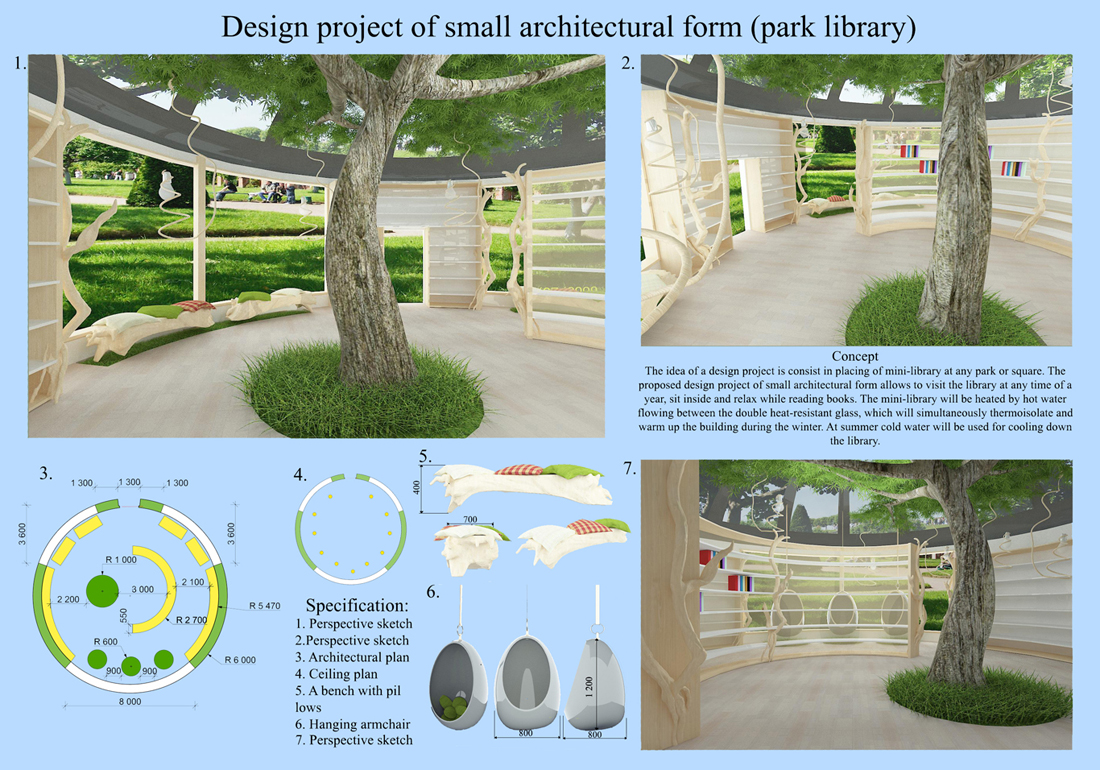 Design project of small architectural form (park library)
1.
2.
Concept
The idea of a design project is consist in placing of mini-library at any park or square. The
proposed design project of small architectural form allows to visit the library at any time of a
year, sit inside and relax while reading books. The mini-library will be heated by hot water
flowing between the double heat-resistant glass, which will simultaneously thermoisolate and
warm up the building during the winter. At summer cold water will be used for cooling down
the library.
3.
1 300
1 300
1 300
3 600
3 600
R 1 000
3 000
2 100
2 200
550
R 2 700
R 5 470
R 600
R 6 000
900
900
8 000
4.
Specification:
1. Perspective sketch
2.Perspective sketch
3. Architectural plan
4. Ceiling plan
5. A bench with pil
lows
6. Hanging armchair
7. Perspective sketch
5.
400
700
6.
1 200
800
800
7.